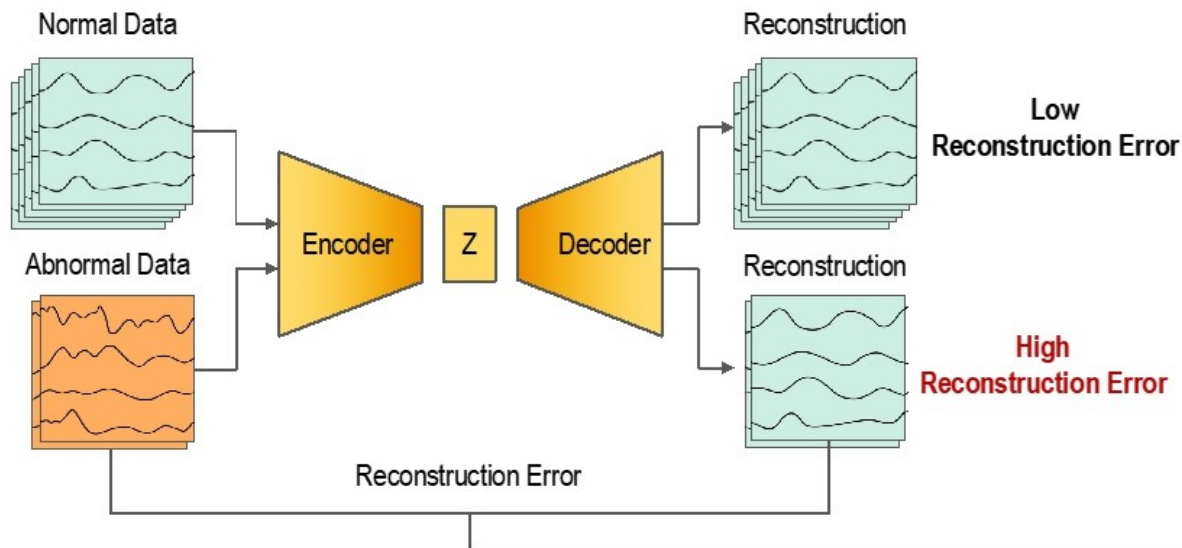 Normal Data
Reconstruction
Low
Reconstruction Error
Encoder
Z
Decoder
Abnormal Data
Reconstruction
High
Reconstruction Error
Reconstruction Error